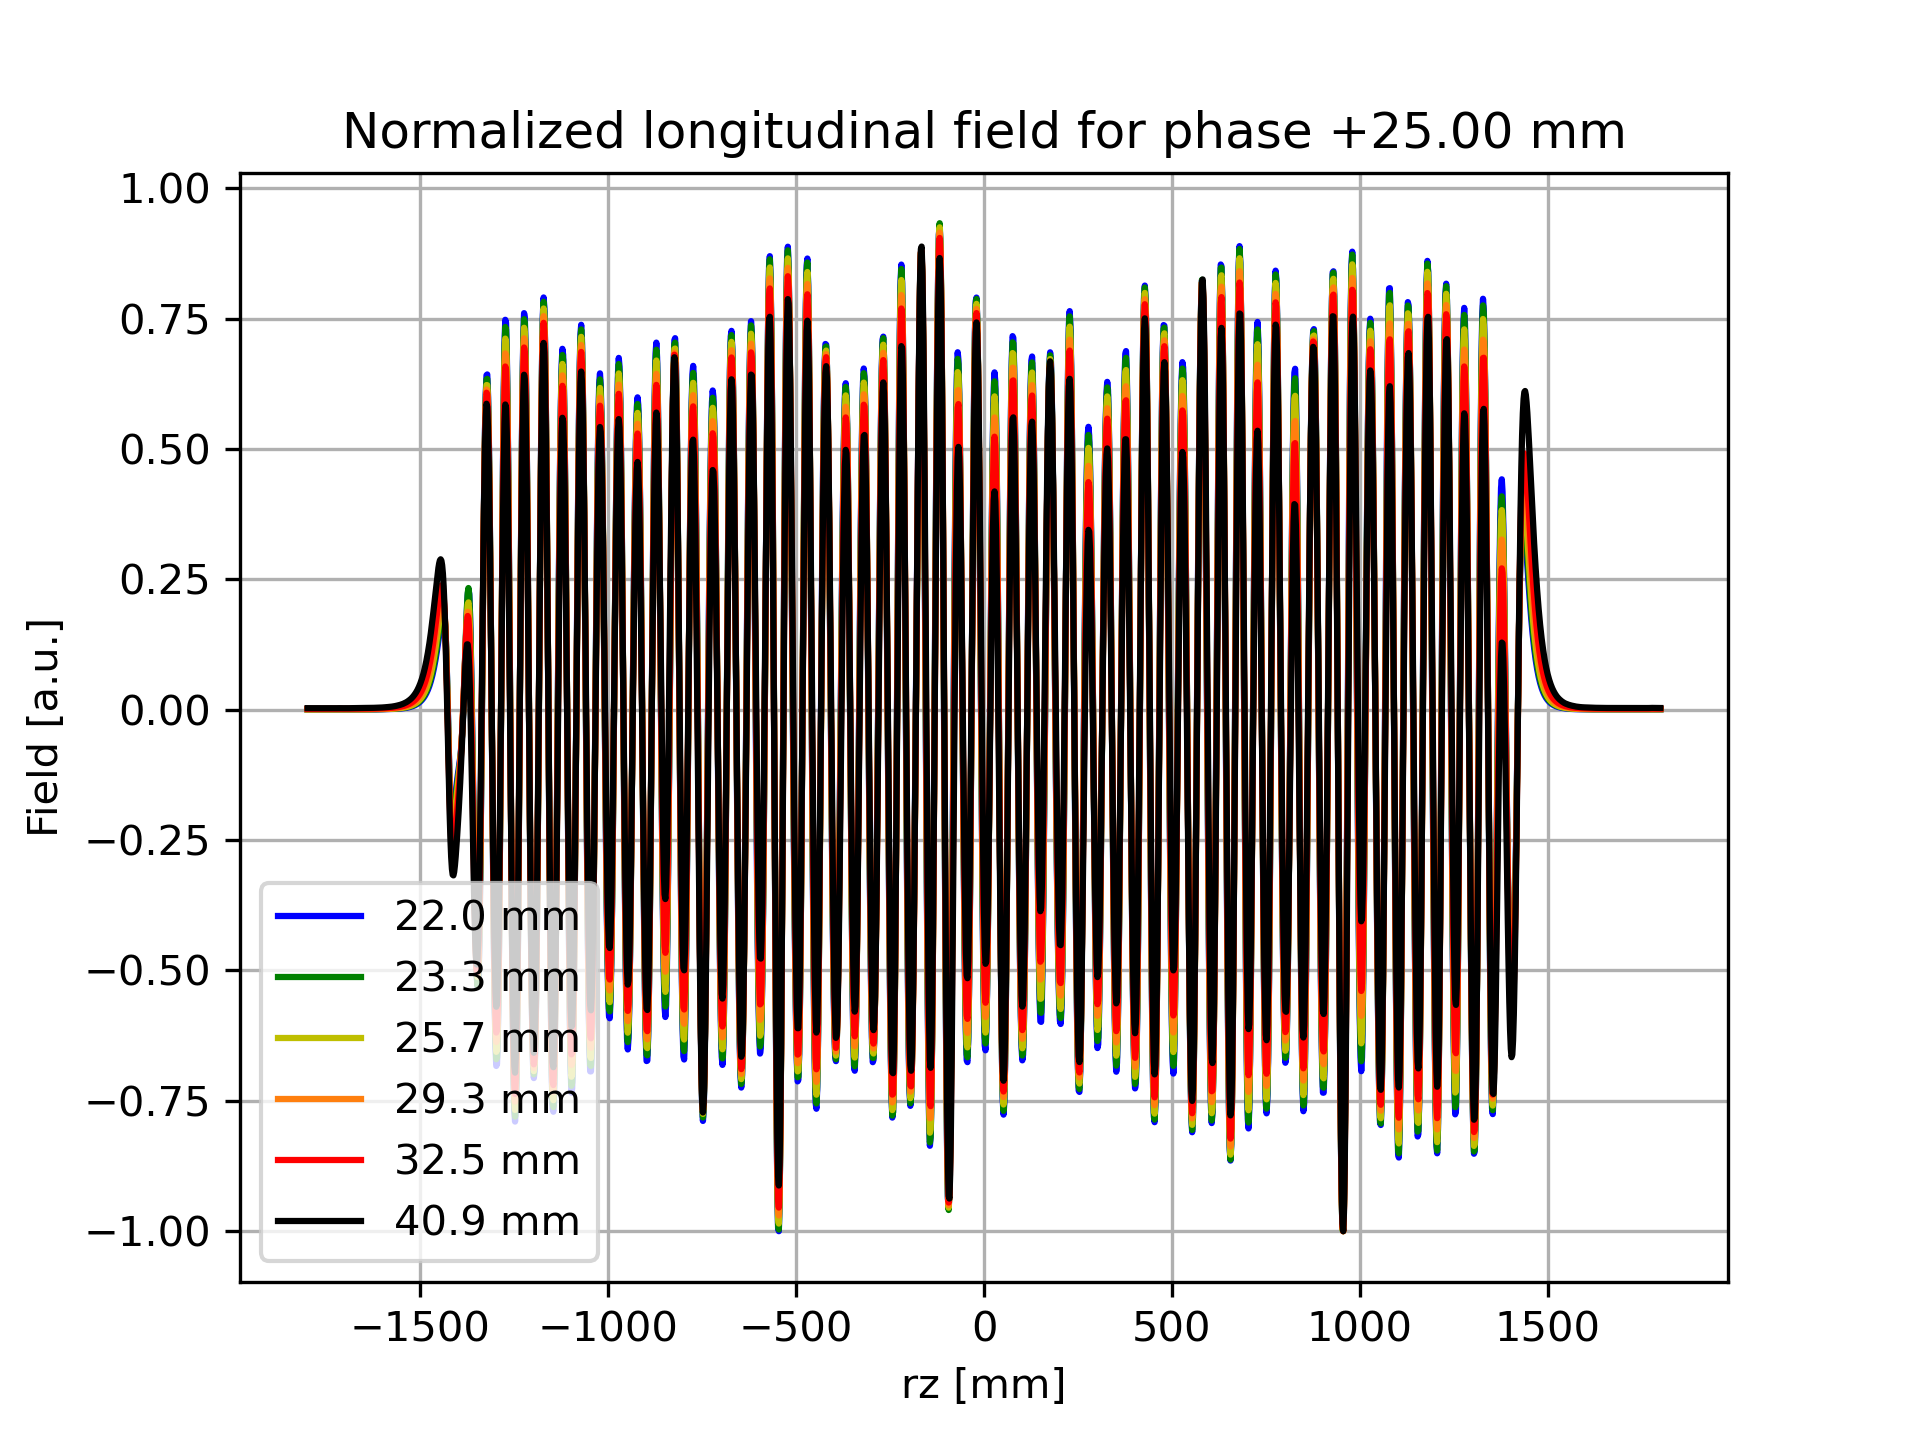 Normalized longitudinal field for phase +25.00 mm
1.00
0.75
0.50
0.25
0.00
−0.25
−0.50
−0.75
−1.00
Field [a.u.]
22.0 mm
23.3 mm
25.7 mm
29.3 mm
32.5 mm
40.9 mm
−1500 −1000 −500 0 500 1000 1500
rz [mm]